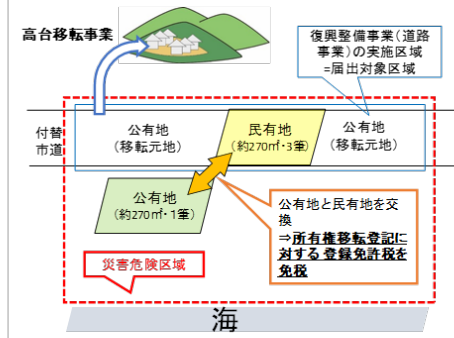 高台移転事業
復興整備事業（道路
事業）の実施区域
=届出対象区域
付替
市道
公有地
（移転元地）
民有地
（約270㎡・3筆）
公有地
（移転元地）
公有地
（約270㎡・1筆）
公有地と民有地を交
換
⇒所有権移転登記に
対する登録免許税を
免税
災害危険区域
海